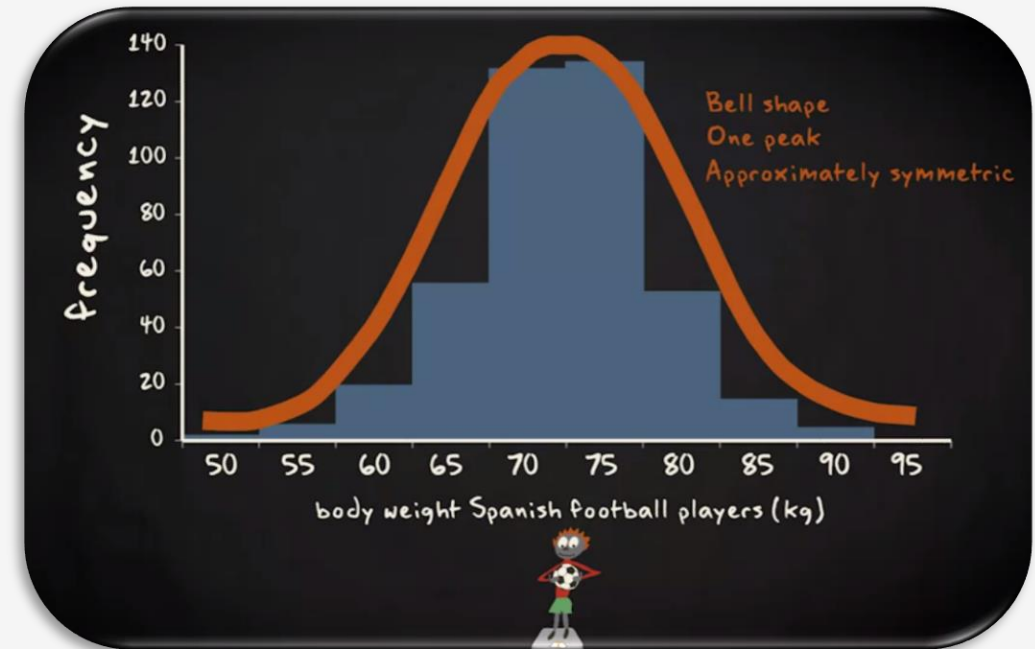 140
120
100
80
60
40
20
0
frequency
Bell shape
One peak
Approximately symmetric
50 55 60 65 70 75 80 85 90 95
body weight Spanish football players (kg)